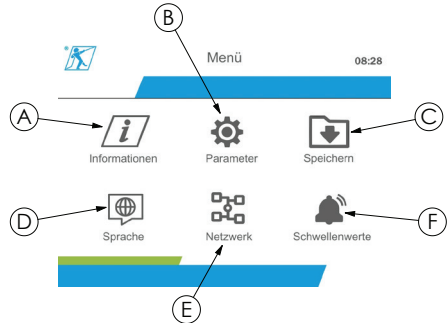 B
Menü 08:28
A C
Informationen Parameter Speichern
D F
Sprache Netzwerk Schwellenwerte
E